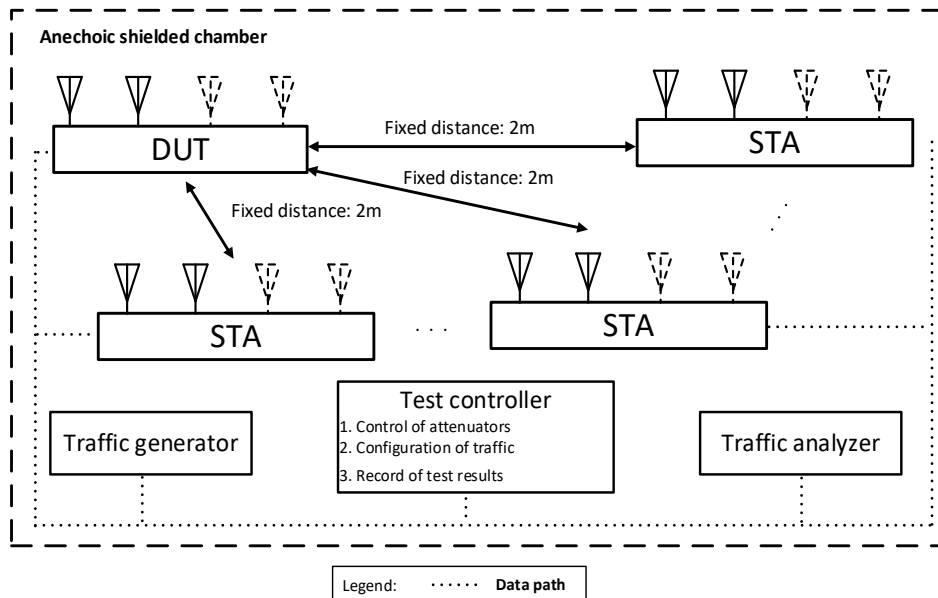 Anechoic shielded chamber
DUT
Fixed distance: 2m
STA
Fixed distance: 2m
Fixed distance: 2m
STA
. . .
STA
Test controller
1. Control of attenuators
2. Configuration of traffic
3. Record of test results
Traffic generator
Traffic analyzer
Legend: ...... Data path